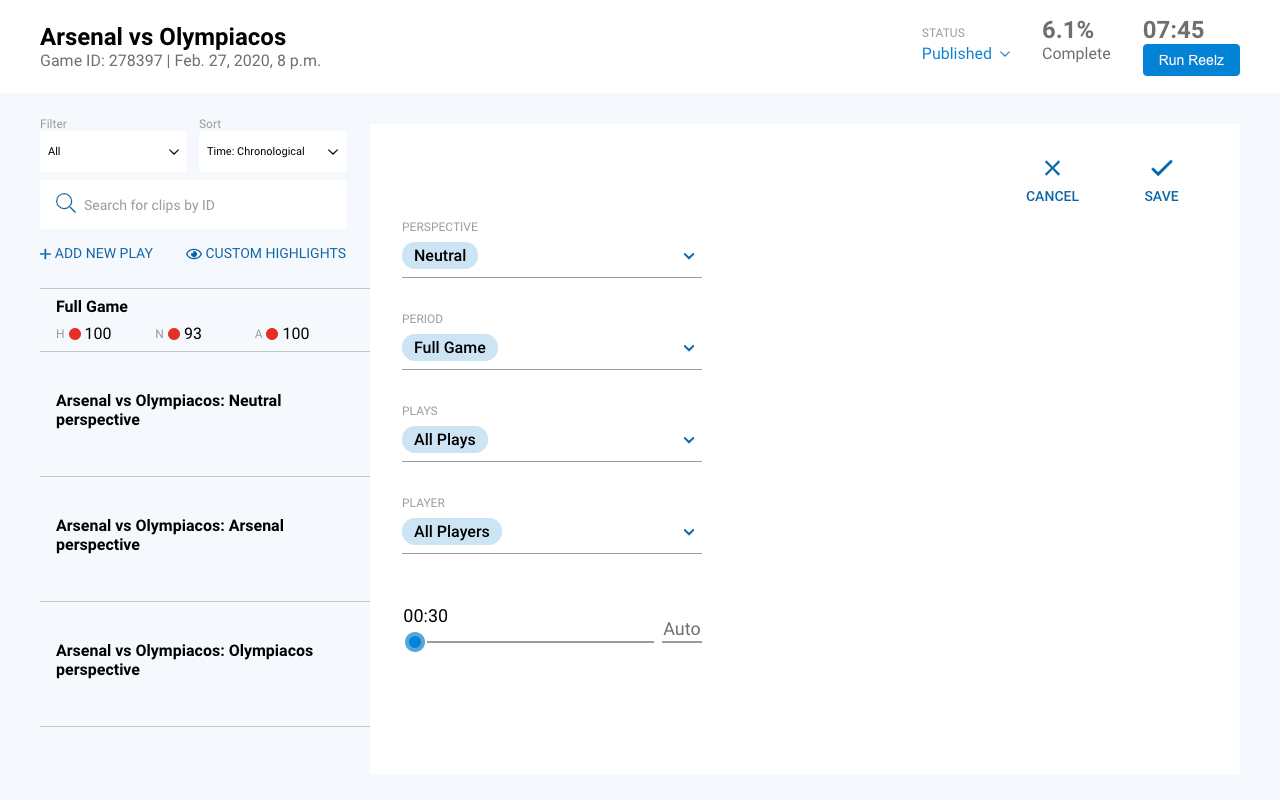 Arsenal vs Olympiacos
Game ID: 278397 | Feb. 27, 2020, 8 p.m.
STATUS
Published
6.1%
Complete
07:45
Run Reelz
Filter
All
Sort
Time: Chronological
Search for clips by ID
ADD NEW PLAY
CUSTOM HIGHLIGHTS
Full Game
H 100 N 93 A 100
Arsenal vs Olympiacos: Neutral
perspective
Arsenal vs Olympiacos: Arsenal
perspective
Arsenal vs Olympiacos: Olympiacos
perspective
CANCEL
SAVE
PERSPECTIVE
Neutral
PERIOD
Full Game
PLAYS
All Plays
PLAYER
All Players
00:30
Auto